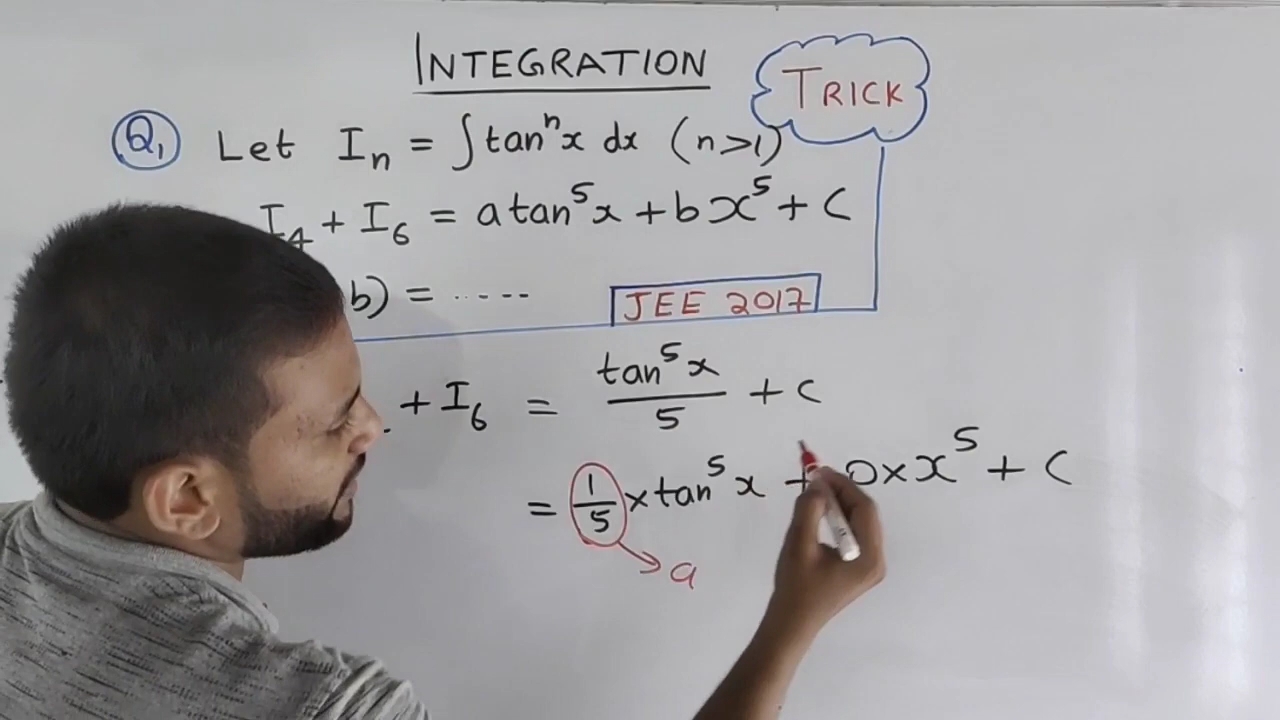 INTEGRATION
TRICK
Q1 Let Iₙ = ∫tanⁿx dx (n>1)
I₄ + I₆ = a tan⁵x + bx⁵ + C
b) = .....
JEE 2017
+ I₆ = tan⁵x/5 + C
= 1/5 × tan⁵x + 0×x⁵ + C
a